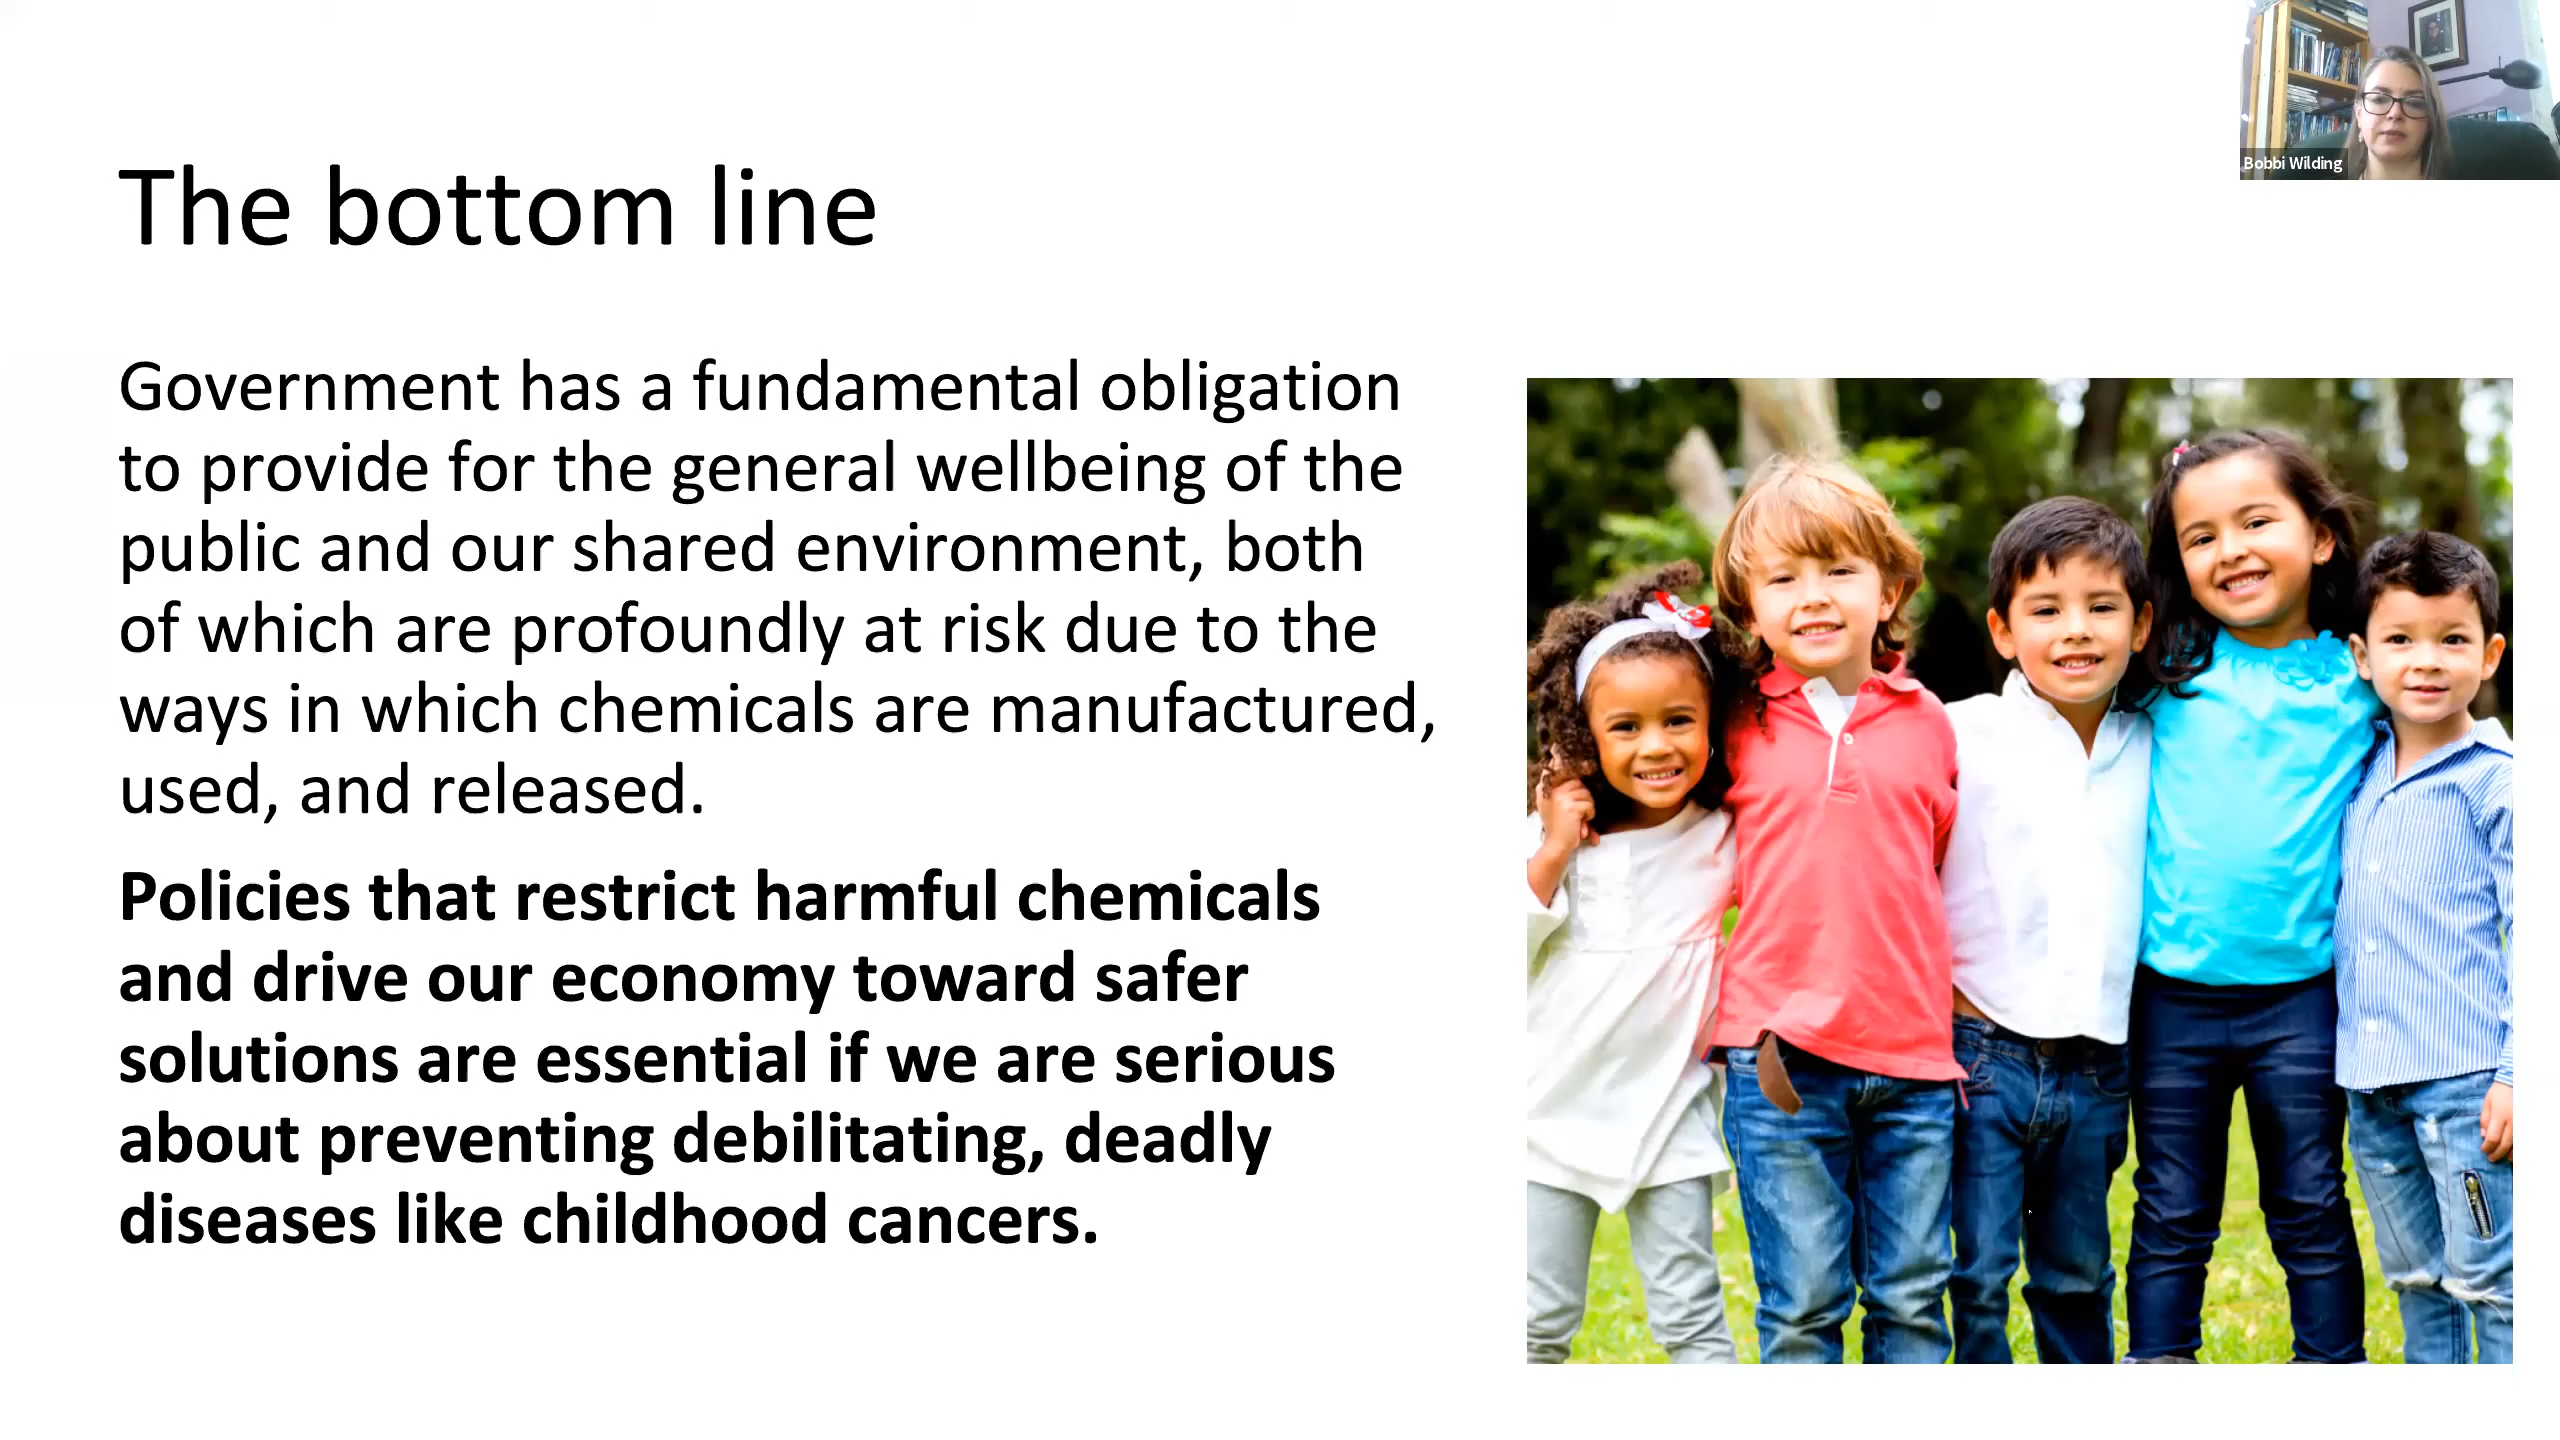 Bobbi Wilding
The bottom line
Government has a fundamental obligation
to provide for the general wellbeing of the
public and our shared environment, both
of which are profoundly at risk due to the
ways in which chemicals are manufactured,
used, and released.
Policies that restrict harmful chemicals
and drive our economy toward safer
solutions are essential if we are serious
about preventing debilitating, deadly
diseases like childhood cancers.